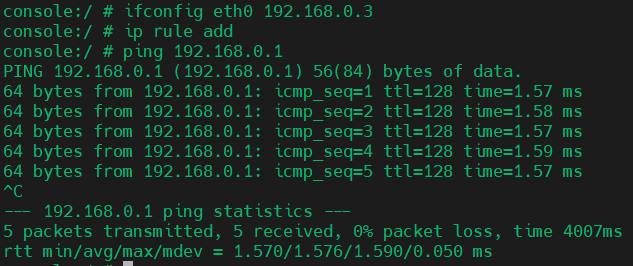 console:/ # ifconfig eth0 192.168.0.3
console:/ # ip rule add
console:/ # ping 192.168.0.1
PING 192.168.0.1 (192.168.0.1) 56(84) bytes of data.
64 bytes from 192.168.0.1: icmp_seq=1 ttl=128 time=1.57 ms
64 bytes from 192.168.0.1: icmp_seq=2 ttl=128 time=1.58 ms
64 bytes from 192.168.0.1: icmp_seq=3 ttl=128 time=1.57 ms
64 bytes from 192.168.0.1: icmp_seq=4 ttl=128 time=1.59 ms
64 bytes from 192.168.0.1: icmp_seq=5 ttl=128 time=1.57 ms
^C
--- 192.168.0.1 ping statistics ---
5 packets transmitted, 5 received, 0% packet loss, time 4007ms
rtt min/avg/max/mdev = 1.570/1.576/1.590/0.050 ms